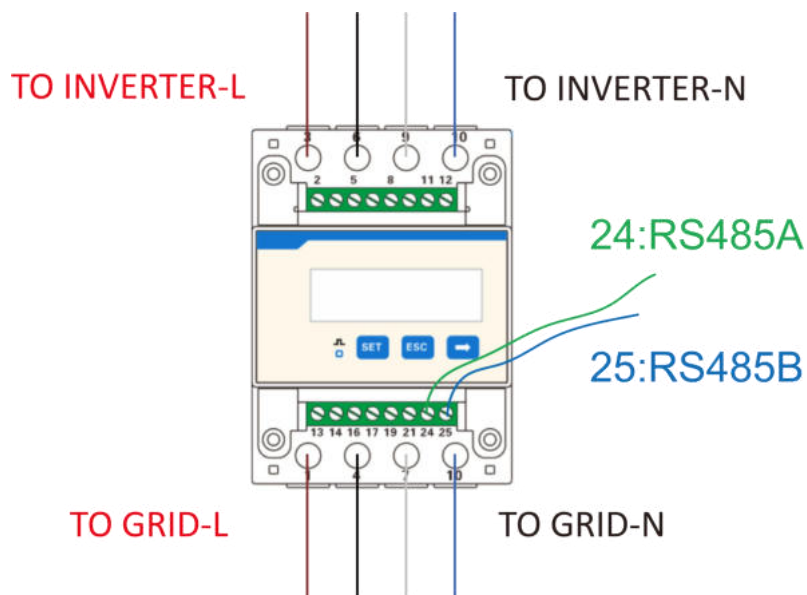 TO INVERTER-L
TO INVERTER-N
3 6 9 10
2 5 8 11 12
24:RS485A
SET ESC
25:RS485B
13 14 16 17 19 21 24 25
1 4 7 10
TO GRID-L
TO GRID-N